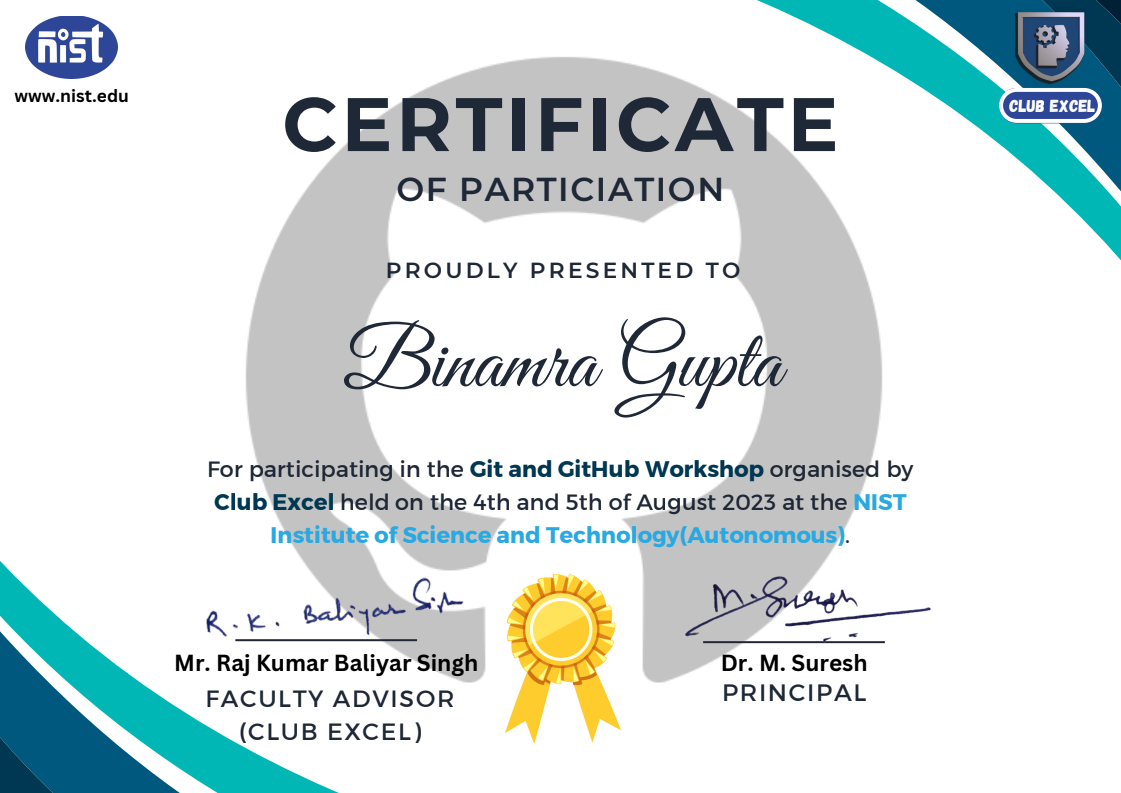 nist
www.nist.edu
CLUB EXCEL
CERTIFICATE
OF PARTICIATION
PROUDLY PRESENTED TO
Binamra Gupta
For participating in the Git and GitHub Workshop organised by
Club Excel held on the 4th and 5th of August 2023 at the NIST
Institute of Science and Technology(Autonomous).
R. K. Baliyar Singh
M. Suresh
Mr. Raj Kumar Baliyar Singh
Dr. M. Suresh
FACULTY ADVISOR
PRINCIPAL
(CLUB EXCEL)